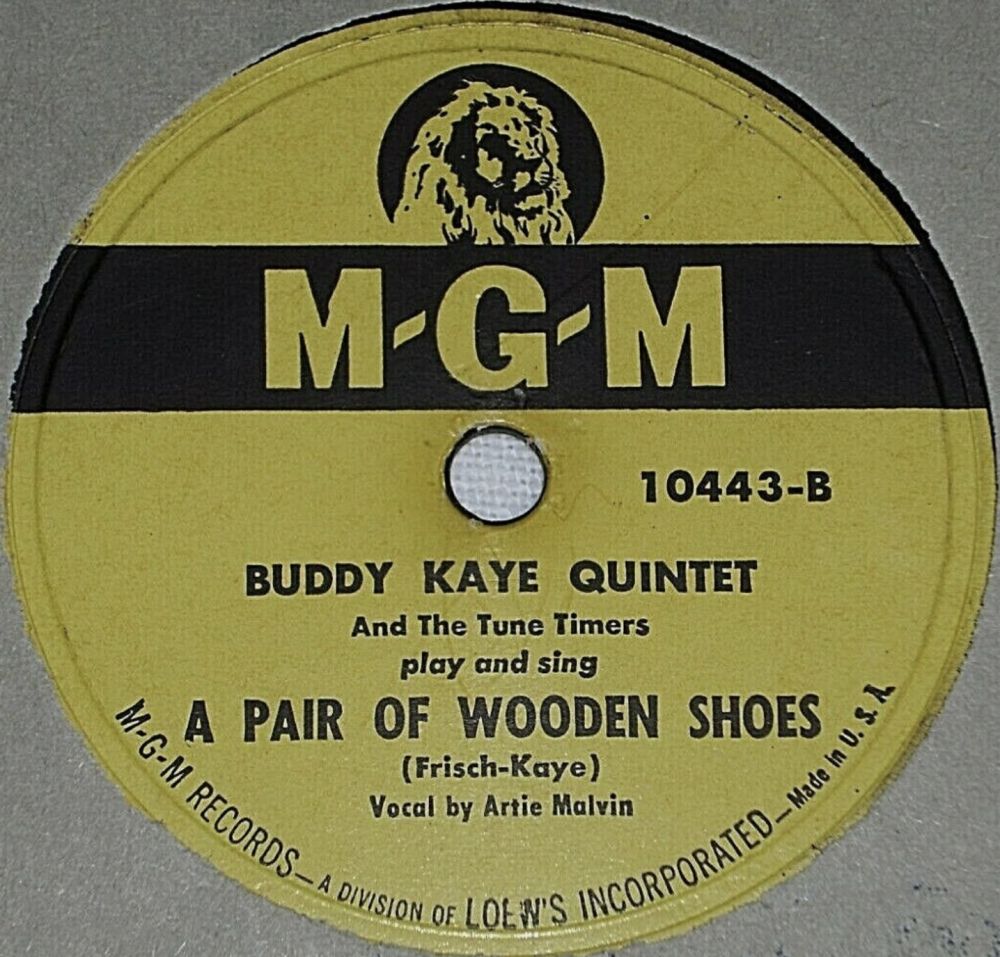 M-G-M
10443-B
BUDDY KAYE QUINTET
And The Tune Timers
play and sing
A PAIR OF WOODEN SHOES
(Frisch-Kaye)
Vocal by Artie Malvin
M-G-M RECORDS—A DIVISION OF LOEW'S INCORPORATED—Made in U. S. A.